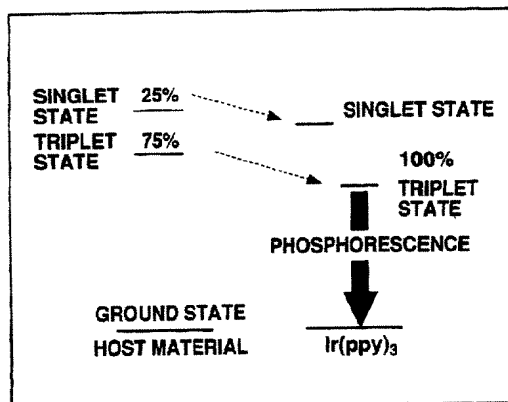 SINGLET 25%
STATE
TRIPLET 75%
STATE
SINGLET STATE
100%
TRIPLET
STATE
PHOSPHORESCENCE
GROUND STATE
HOST MATERIAL
Ir(ppy)₃